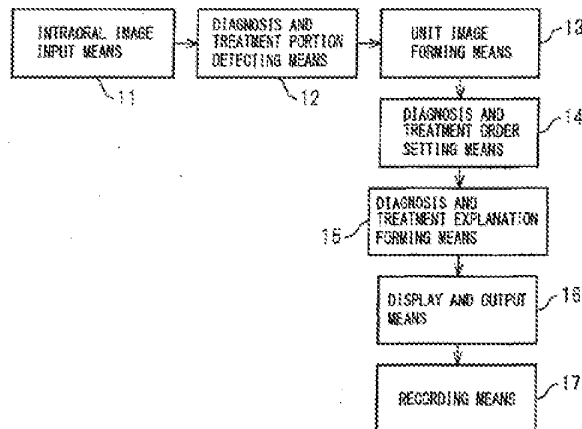 INTRAORAL IMAGE
INPUT MEANS
11
DIAGNOSIS AND
TREATMENT PORTION
DETECTING MEANS
12
UNIT IMAGE
FORMING MEANS
13
DIAGNOSIS AND
TREATMENT ORDER
SETTING MEANS
14
DIAGNOSIS AND
TREATMENT EXPLANATION
FORMING MEANS
15
DISPLAY AND OUTPUT
MEANS
16
RECORDING MEANS
17